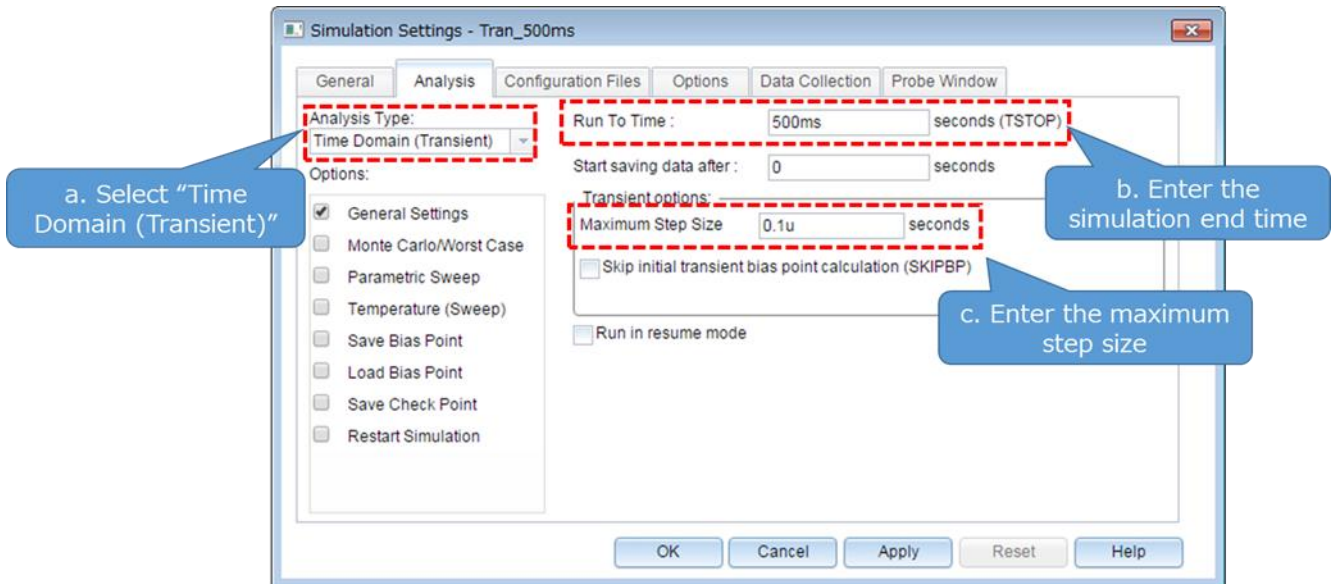 Simulation Settings - Tran_500ms
General
Analysis
Configuration Files
Options
Data Collection
Probe Window
Analysis Type:
Time Domain (Transient)
Options:
General Settings
Monte Carlo/Worst Case
Parametric Sweep
Temperature (Sweep)
Save Bias Point
Load Bias Point
Save Check Point
Restart Simulation
Run To Time : 500ms seconds (TSTOP)
Start saving data after : 0 seconds
Transient options:
Maximum Step Size 0.1u seconds
Skip initial transient bias point calculation (SKIPBP)
Run in resume mode
a. Select “Time
Domain (Transient)”
b. Enter the
simulation end time
c. Enter the maximum
step size
OK
Cancel
Apply
Reset
Help